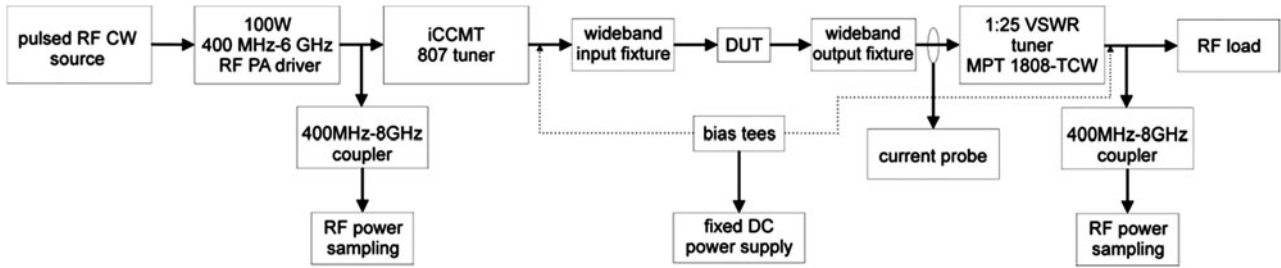 pulsed RF CW
source
100W
400 MHz-6 GHz
RF PA driver
iCCMT
807 tuner
wideband
input fixture
DUT
wideband
output fixture
1:25 VSWR
tuner
MPT 1808-TCW
RF load
400MHz-8GHz
coupler
bias tees
current probe
400MHz-8GHz
coupler
RF power
sampling
fixed DC
power supply
RF power
sampling